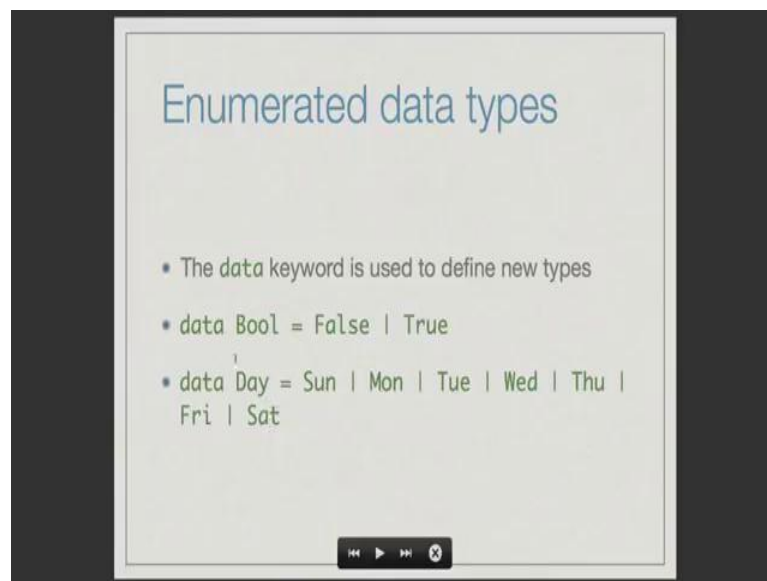 Enumerated data types
• The data keyword is used to define new types
• data Bool = False | True
• data Day = Sun | Mon | Tue | Wed | Thu |
Fri | Sat